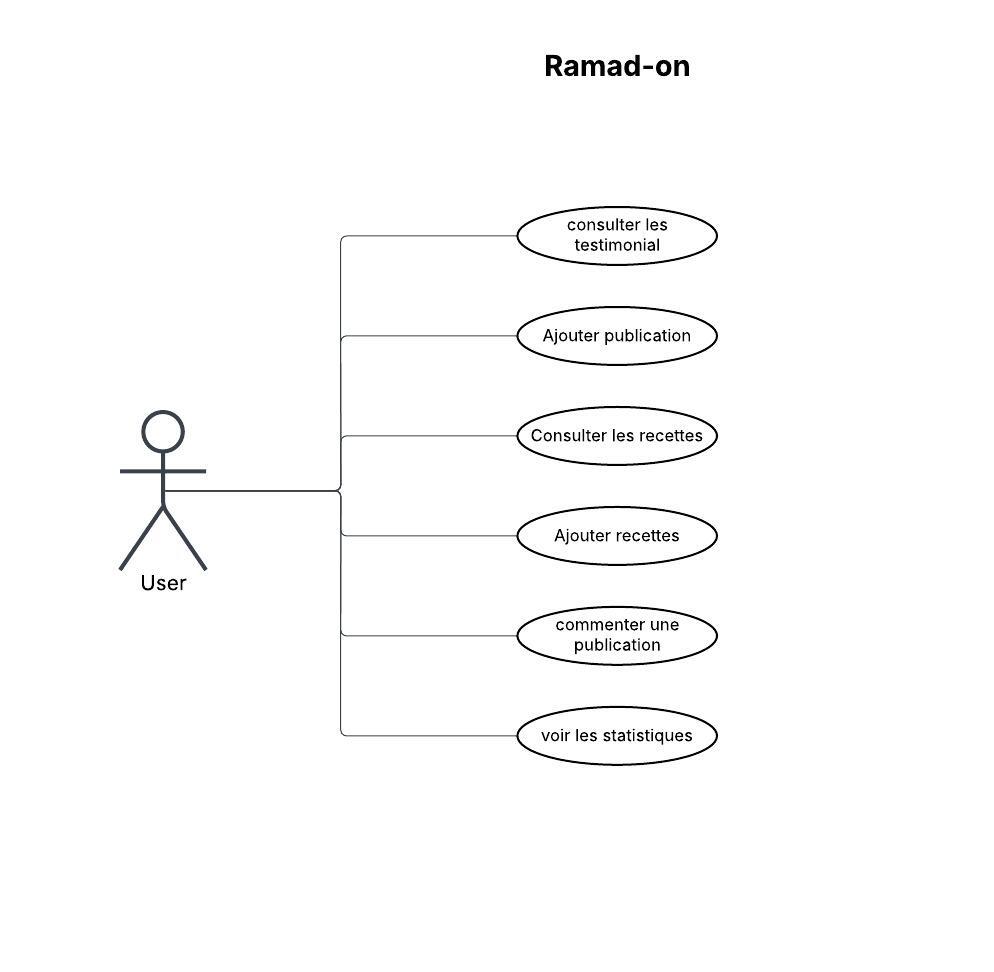 Ramad-on
consulter les
testimonial
Ajouter publication
Consulter les recettes
Ajouter recettes
User
commenter une
publication
voir les statistiques